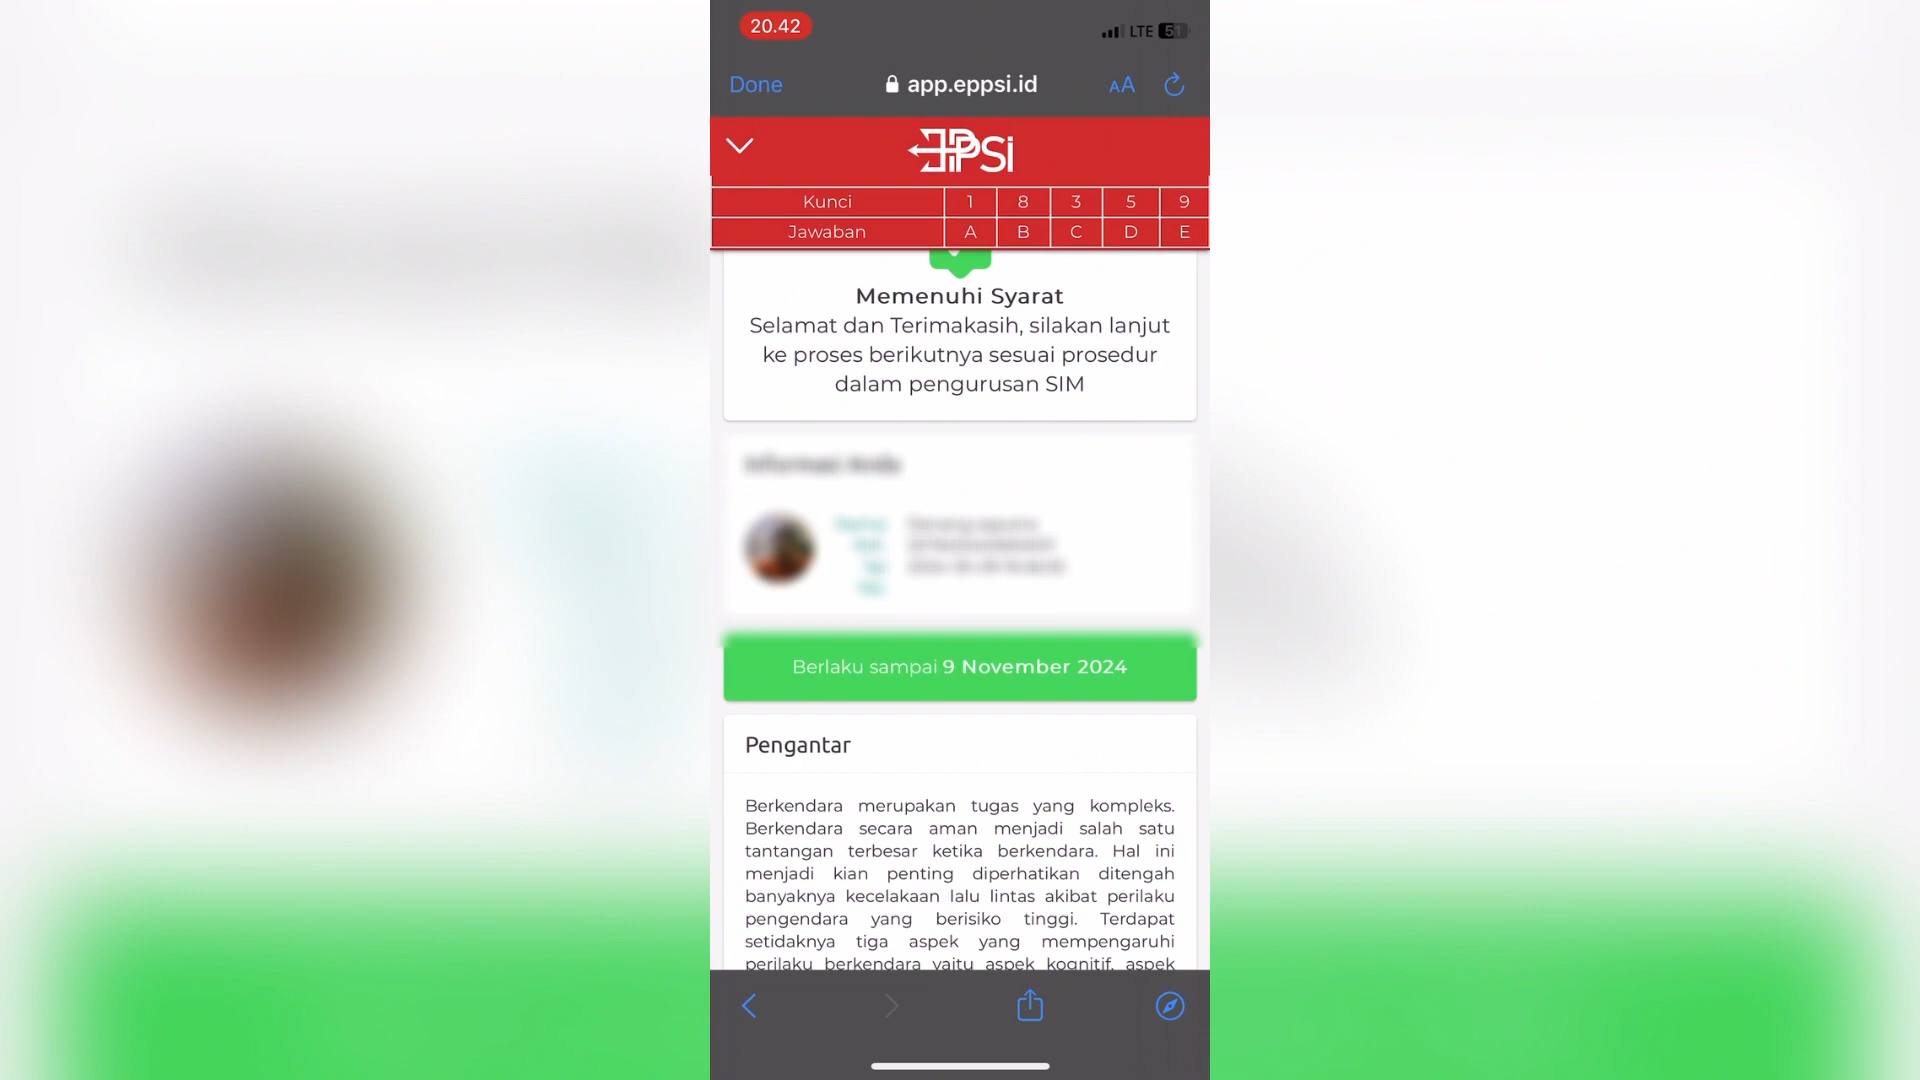 20.42
LTE 51
Done
app.eppsi.id
AA
EPPSi
Kunci 1 8 3 5 9
Jawaban A B C D E
Memenuhi Syarat
Selamat dan Terimakasih, silakan lanjut
ke proses berikutnya sesuai prosedur
dalam pengurusan SIM
Informasi Anda
Berlaku sampai 9 November 2024
Pengantar
Berkendara merupakan tugas yang kompleks.
Berkendara secara aman menjadi salah satu
tantangan terbesar ketika berkendara. Hal ini
menjadi kian penting diperhatikan ditengah
banyaknya kecelakaan lalu lintas akibat perilaku
pengendara yang berisiko tinggi. Terdapat
setidaknya tiga aspek yang mempengaruhi
perilaku berkendara yaitu aspek kognitif, aspek